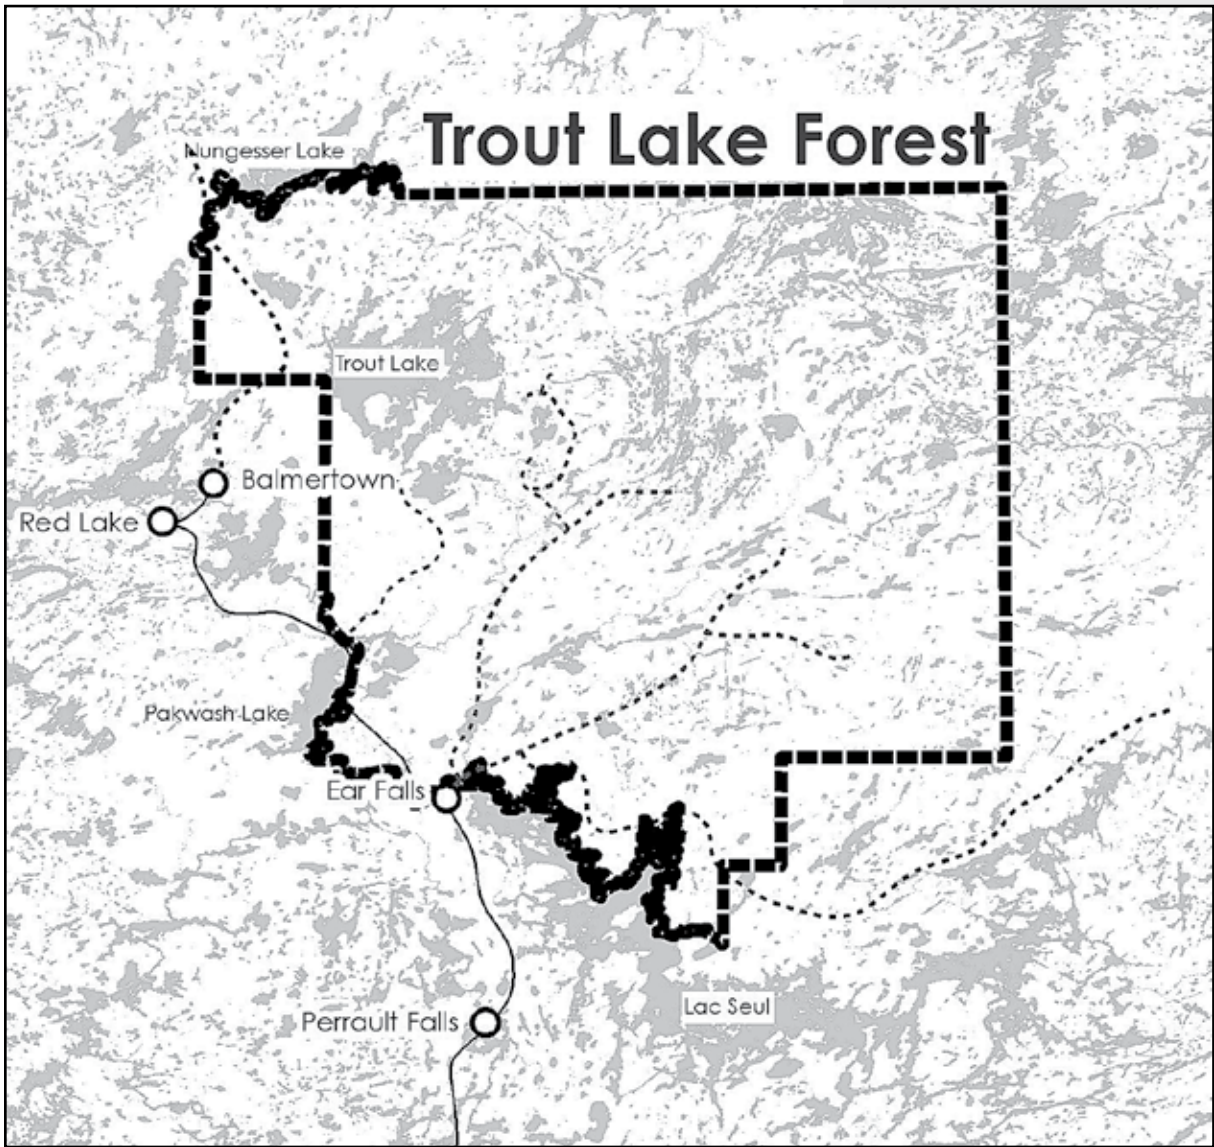 Trout Lake Forest
Nungesser Lake
Trout Lake
Balmertown
Red Lake
Pakwash Lake
Ear Falls
Perrault Falls
Lac Seul